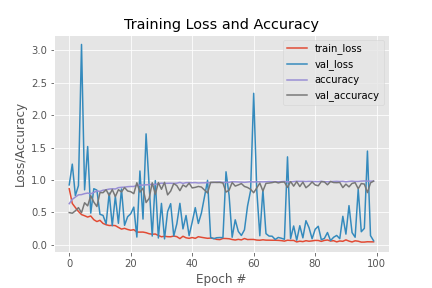 Training Loss and Accuracy
train_loss
val_loss
accuracy
val_accuracy
Loss/Accuracy
3.0
2.5
2.0
1.5
1.0
0.5
0.0
0 20 40 60 80 100
Epoch #